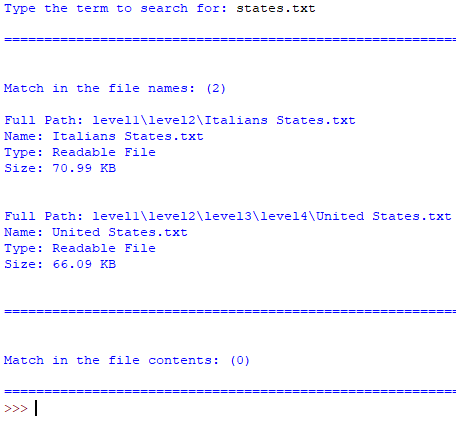 Type the term to search for: states.txt
=========================================================
Match in the file names: (2)
Full Path: level1\level2\Italians States.txt
Name: Italians States.txt
Type: Readable File
Size: 70.99 KB
Full Path: level1\level2\level3\level4\United States.txt
Name: United States.txt
Type: Readable File
Size: 66.09 KB
=========================================================
Match in the file contents: (0)
=========================================================
>>>